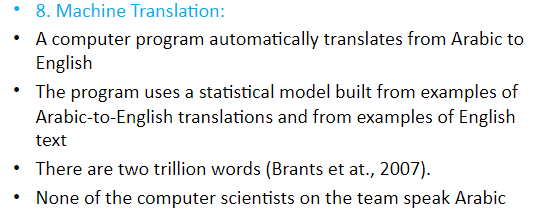 • 8. Machine Translation:
• A computer program automatically translates from Arabic to
English
• The program uses a statistical model built from examples of
Arabic-to-English translations and from examples of English
text
• There are two trillion words (Brants et at., 2007).
• None of the computer scientists on the team speak Arabic